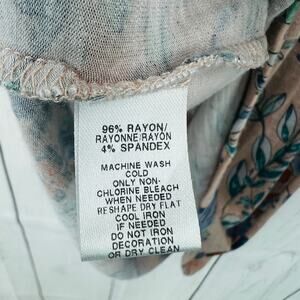 96% RAYON/
RAYONNE/RAYÓN
4% SPANDEX
MACHINE WASH
COLD
ONLY NON-
CHLORINE BLEACH
WHEN NEEDED
RESHAPE DRY FLAT
COOL IRON
IF NEEDED
DO NOT IRON
DECORATION
OR DRY CLEAN